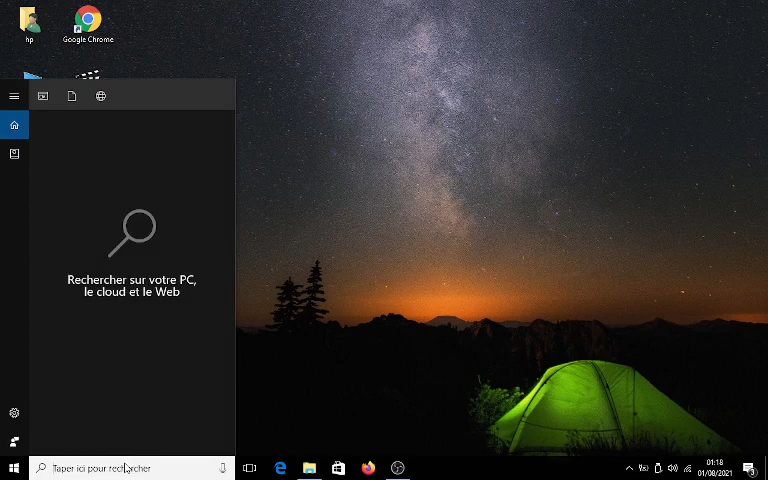 hp
Google Chrome
Rechercher sur votre PC,
le cloud et le Web
Taper ici pour rechercher
01:18
01/08/2021
3